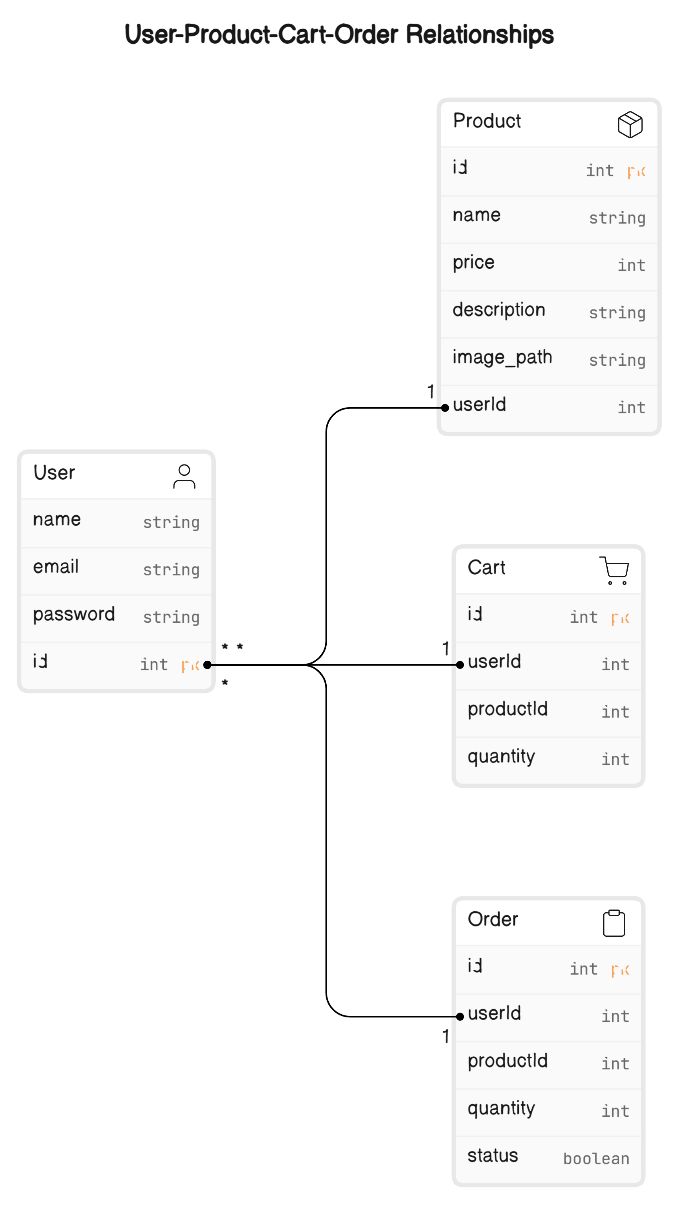 User-Product-Cart-Order Relationships
Product
id int pk
name string
price int
description string
image_path string
1
userId int
User
name string
email string
password string
id int pk
* *
*
Cart
id int pk
1
userId int
productId int
quantity int
Order
id int pk
userId int
1
productId int
quantity int
status boolean